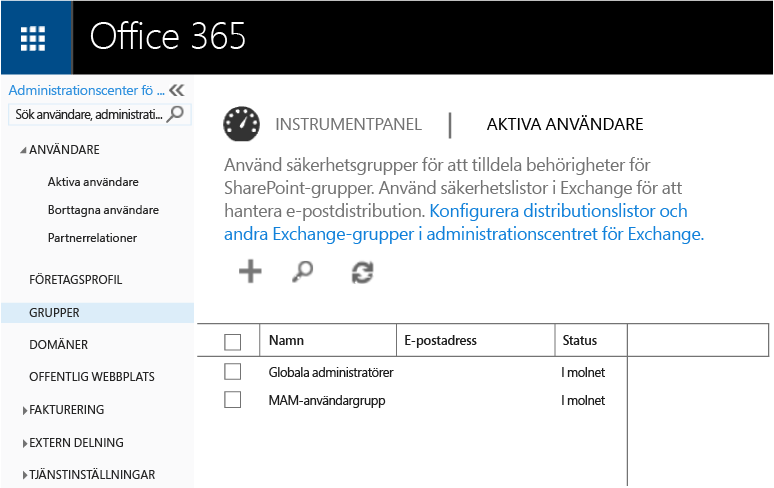 Office 365
Administrationscenter fö ...
Sök användare, administrati...
ANVÄNDARE
Aktiva användare
Borttagna användare
Partnerrelationer
FÖRETAGSPROFIL
GRUPPER
DOMÄNER
OFFENTLIG WEBBPLATS
FAKTURERING
EXTERN DELNING
TJÄNSTINSTÄLLNINGAR
INSTRUMENTPANEL | AKTIVA ANVÄNDARE
Använd säkerhetsgrupper för att tilldela behörigheter för
SharePoint-grupper. Använd säkerhetslistor i Exchange för att
hantera e-postdistribution. Konfigurera distributionslistor och
andra Exchange-grupper i administrationscentret för Exchange.
Namn E-postadress Status
Globala administratörer I molnet
MAM-användargrupp I molnet